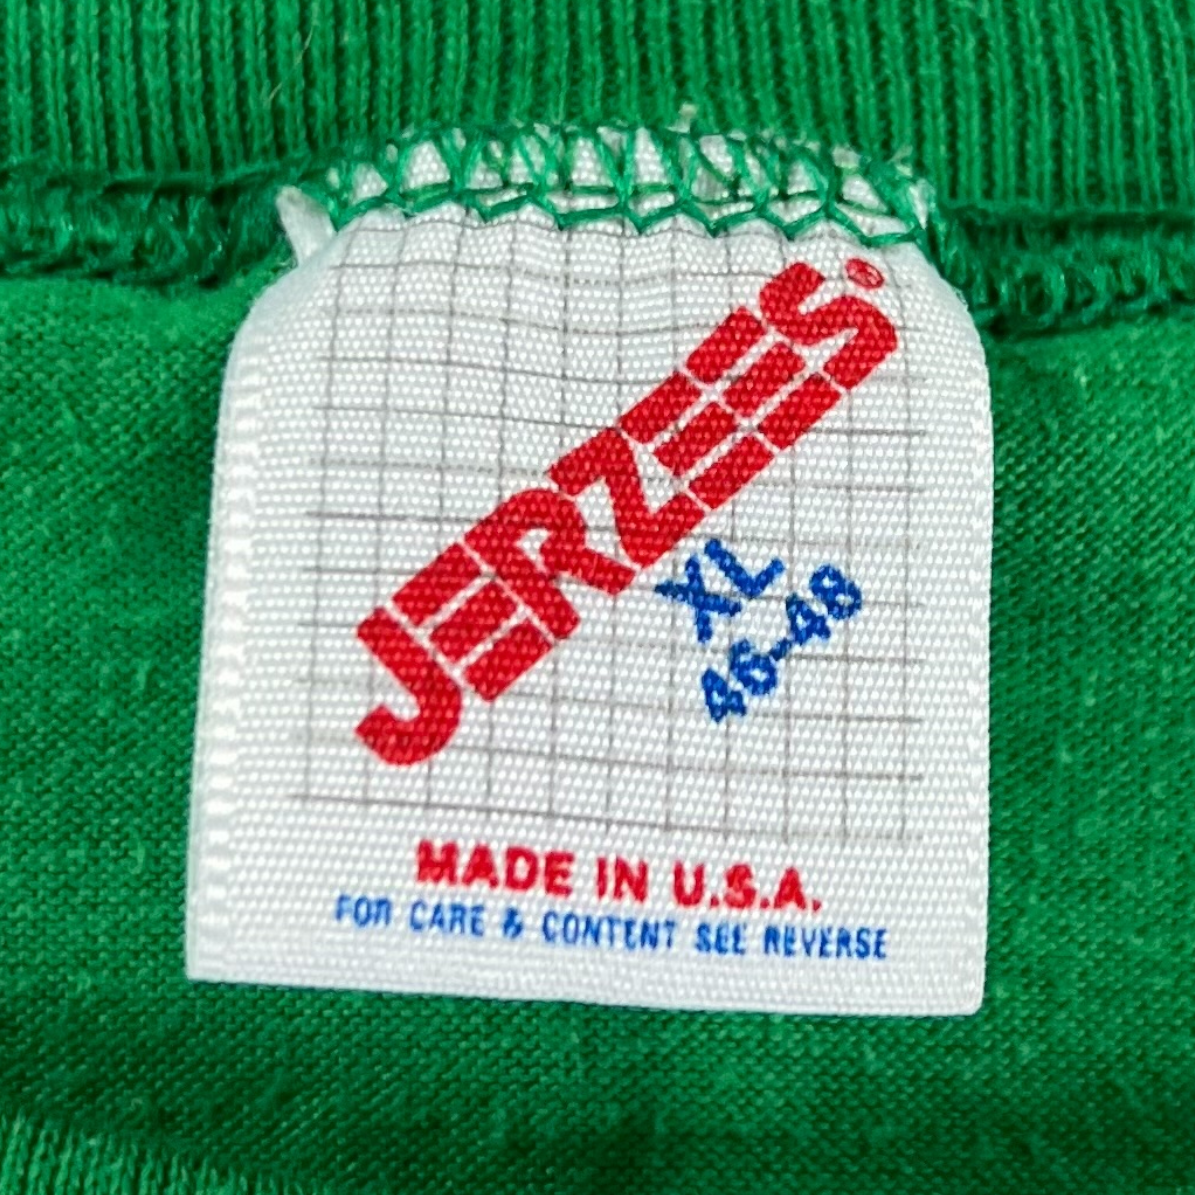 JERZEES®
XL
46-48
MADE IN U.S.A.
FOR CARE & CONTENT SEE REVERSE